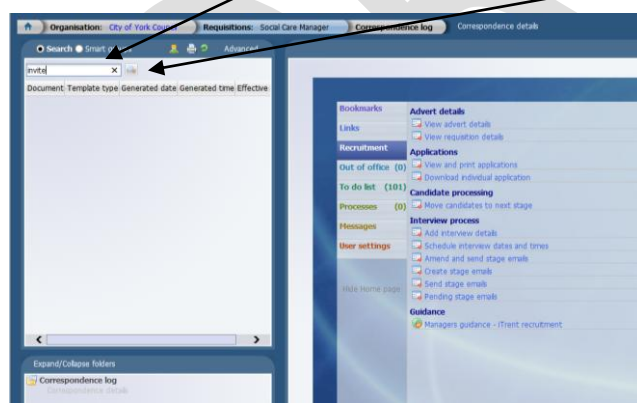 Organisation: City of York Council Requisitions: Social Care Manager Correspondence log Correspondence details
Search Smart Advanced
invite
Document Template type Generated date Generated time Effective
Bookmarks
Links
Recruitment
Out of office (0)
To do list (101)
Processes (0)
Messages
User settings
Hide Home page
Advert details
View advert details
View requisition details
Applications
View and print applications
Download individual application
Candidate processing
Move candidates to next stage
Interview process
Add interview details
Schedule interview dates and times
Amend and send stage emails
Create stage emails
Send stage emails
Pending stage emails
Guidance
Managers guidance - iTrent recruitment
Expand/Collapse folders
Correspondence log
Correspondence details